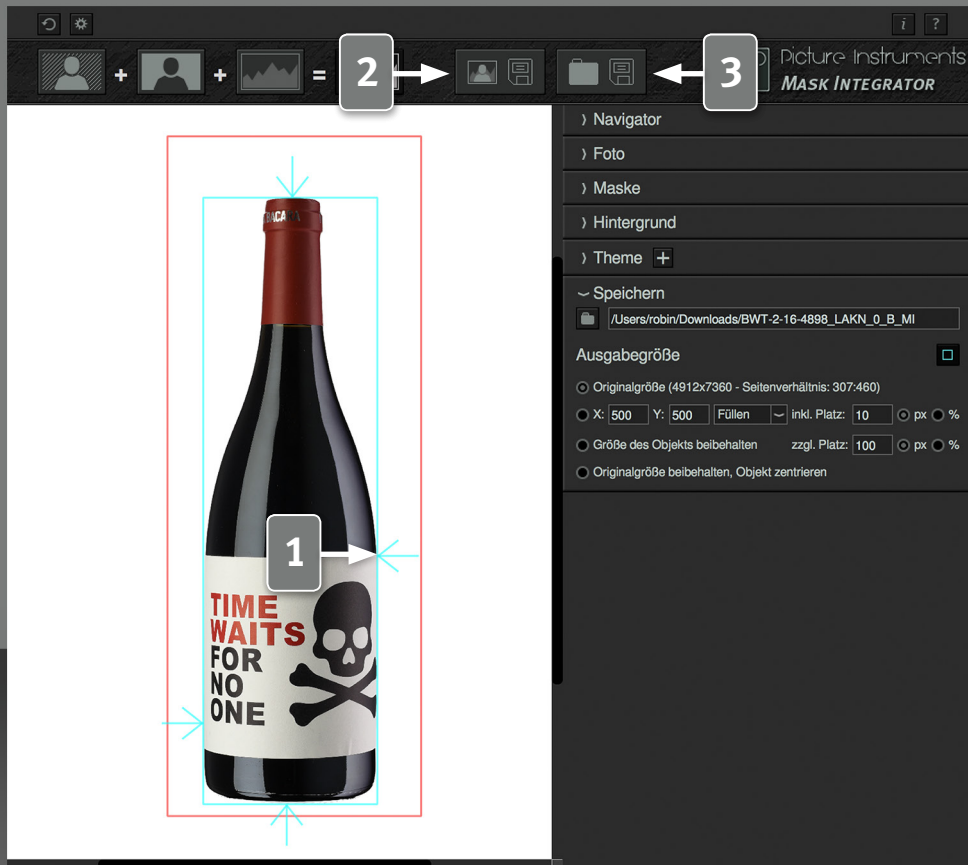 i ?
+ + =
2
3
Picture Instruments
MASK INTEGRATOR
Navigator
Foto
Maske
Hintergrund
Theme +
Speichern
/Users/robin/Downloads/BWT-2-16-4898_LAKN_0_B_MI
Ausgabegröße
Originalgröße (4912x7360 - Seitenverhältnis: 307:460)
X: 500 Y: 500 Füllen inkl. Platz: 10 px %
Größe des Objekts beibehalten zzgl. Platz: 100 px %
Originalgröße beibehalten, Objekt zentrieren
1
TIME
WAITS
FOR
NO
ONE